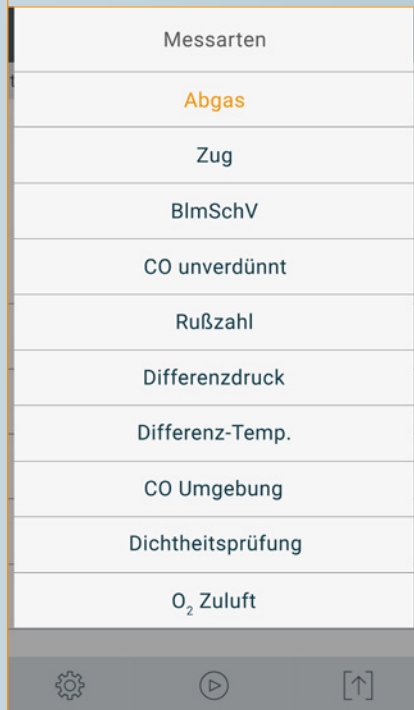 Messarten
Abgas
Zug
BImSchV
CO unverdünnt
Rußzahl
Differenzdruck
Differenz-Temp.
CO Umgebung
Dichtheitsprüfung
O₂ Zuluft